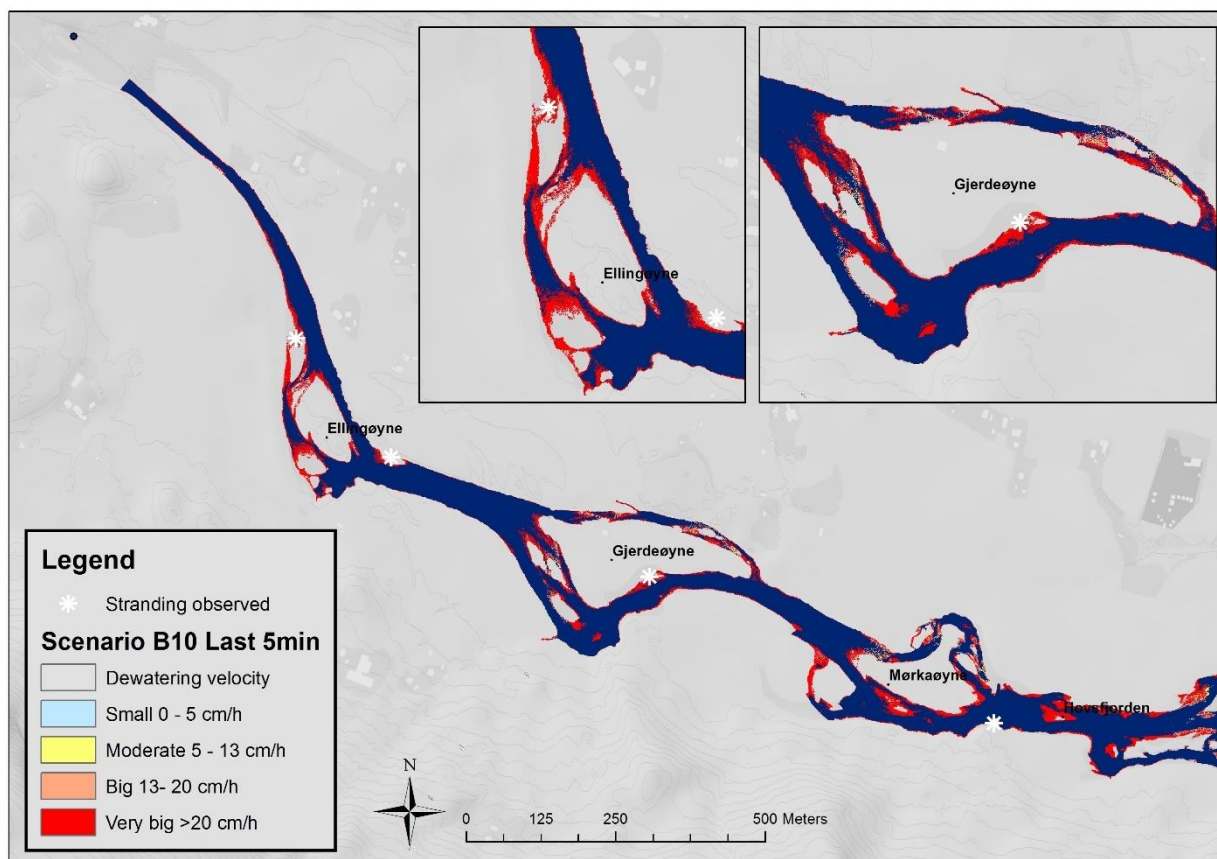 Ellingøyne
Gjerdeøyne
Ellingøyne
Gjerdeøyne
Mørkaøyne
Hovsfjorden
Legend
Stranding observed
Scenario B10 Last 5min
Dewatering velocity
Small 0 - 5 cm/h
Moderate 5 - 13 cm/h
Big 13- 20 cm/h
Very big >20 cm/h
N
0 125 250 500 Meters